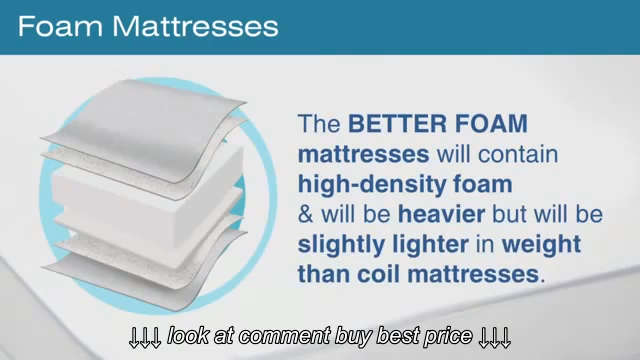 Foam Mattresses
The BETTER FOAM
mattresses will contain
high-density foam
& will be heavier but will be
slightly lighter in weight
than coil mattresses.
↓↓↓ look at comment buy best price ↓↓↓